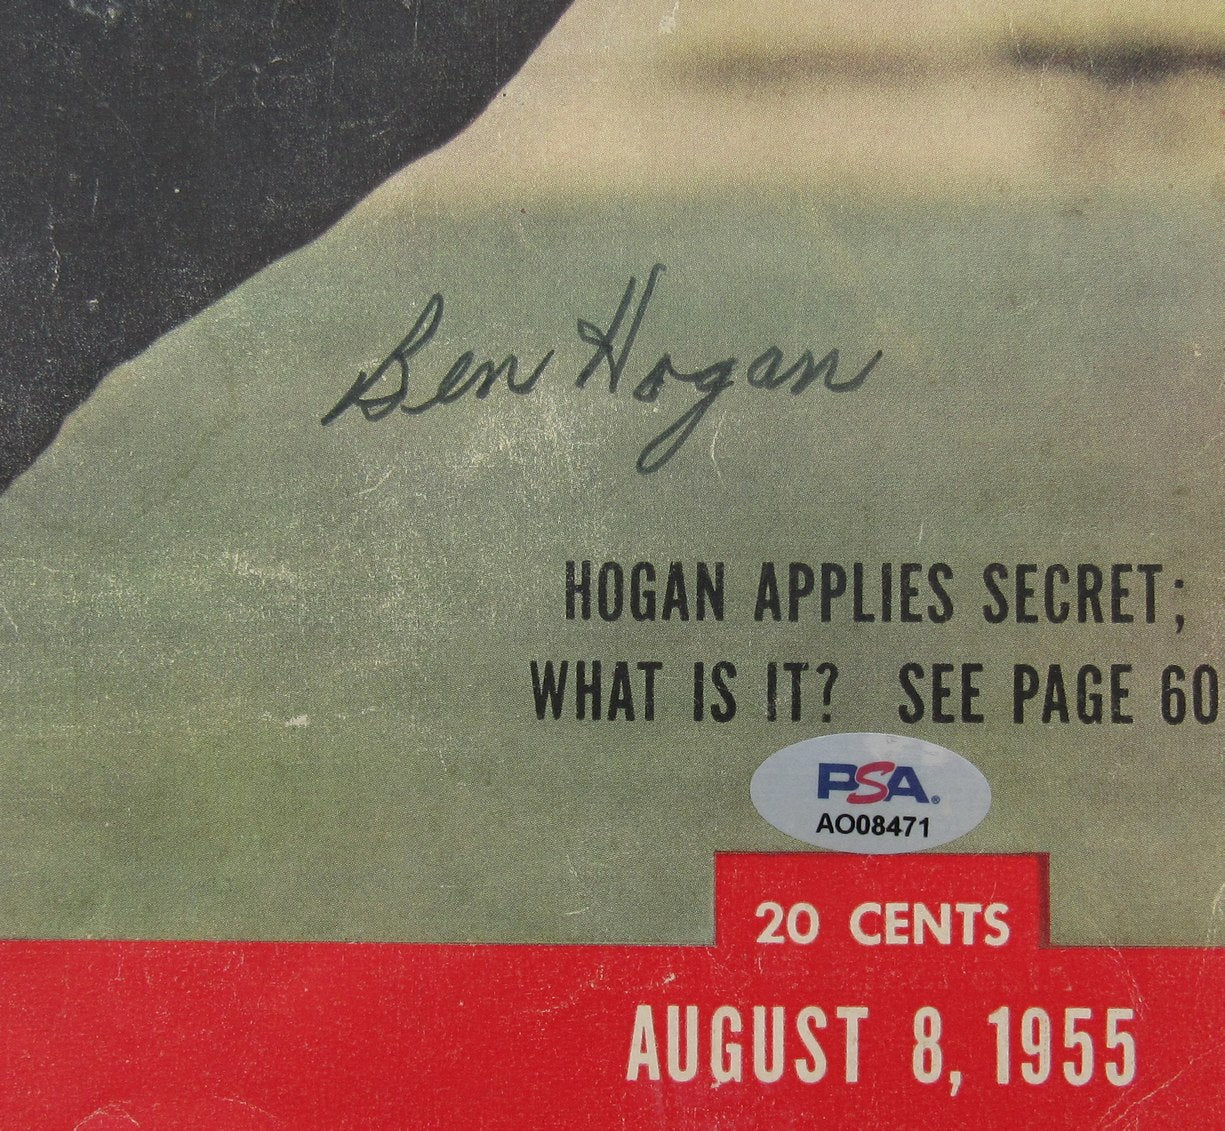 Ben Hogan
HOGAN APPLIES SECRET;
WHAT IS IT? SEE PAGE 60
PSA®
AO08471
20 CENTS
AUGUST 8, 1955